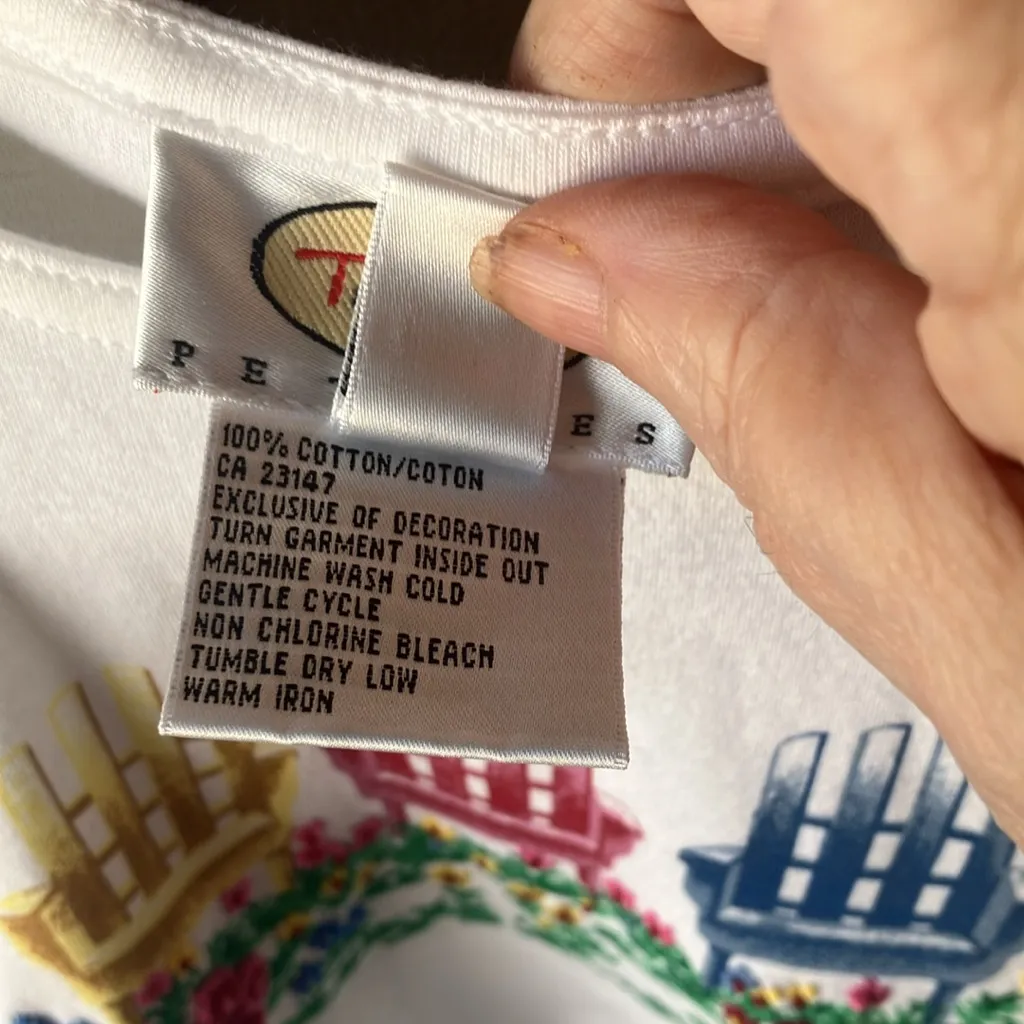 T
P E
E S
100% COTTON/COTON
CA 23147
EXCLUSIVE OF DECORATION
TURN GARMENT INSIDE OUT
MACHINE WASH COLD
GENTLE CYCLE
NON CHLORINE BLEACH
TUMBLE DRY LOW
WARM IRON